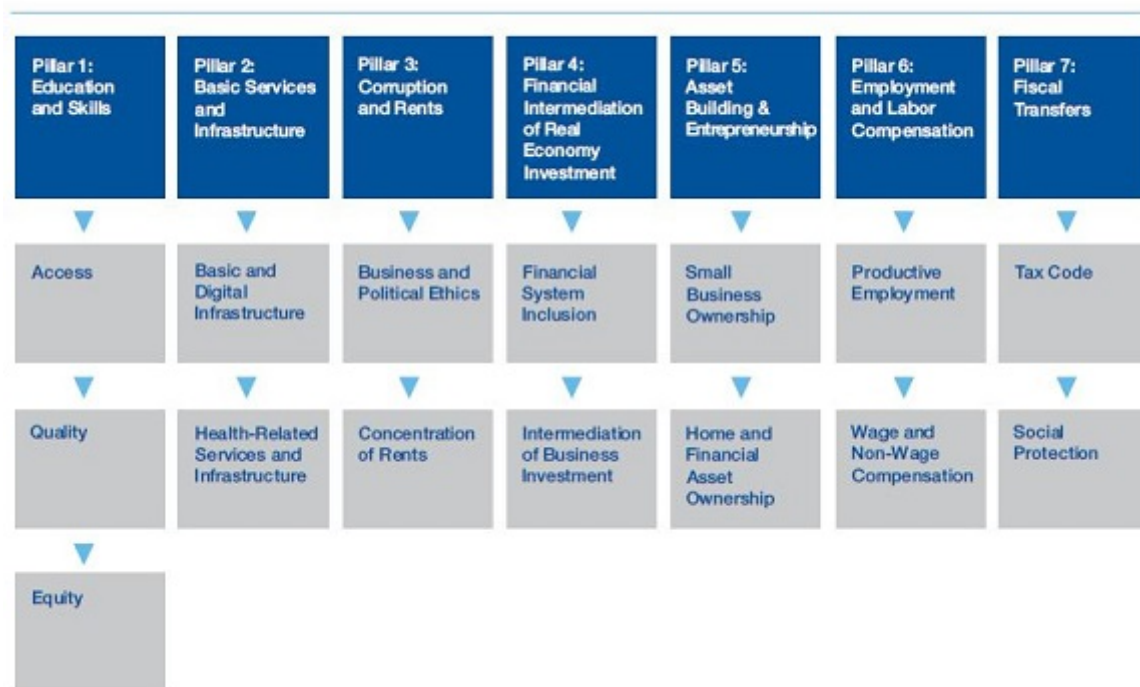 Pillar 1:
Education
and Skills
Pillar 2:
Basic Services
and
Infrastructure
Pillar 3:
Corruption
and Rents
Pillar 4:
Financial
Intermediation
of Real
Economy
Investment
Pillar 5:
Asset
Building &
Entrepreneurship
Pillar 6:
Employment
and Labor
Compensation
Pillar 7:
Fiscal
Transfers
Access
Basic and
Digital
Infrastructure
Business and
Political Ethics
Financial
System
Inclusion
Small
Business
Ownership
Productive
Employment
Tax Code
Quality
Health-Related
Services and
Infrastructure
Concentration
of Rents
Intermediation
of Business
Investment
Home and
Financial
Asset
Ownership
Wage and
Non-Wage
Compensation
Social
Protection
Equity